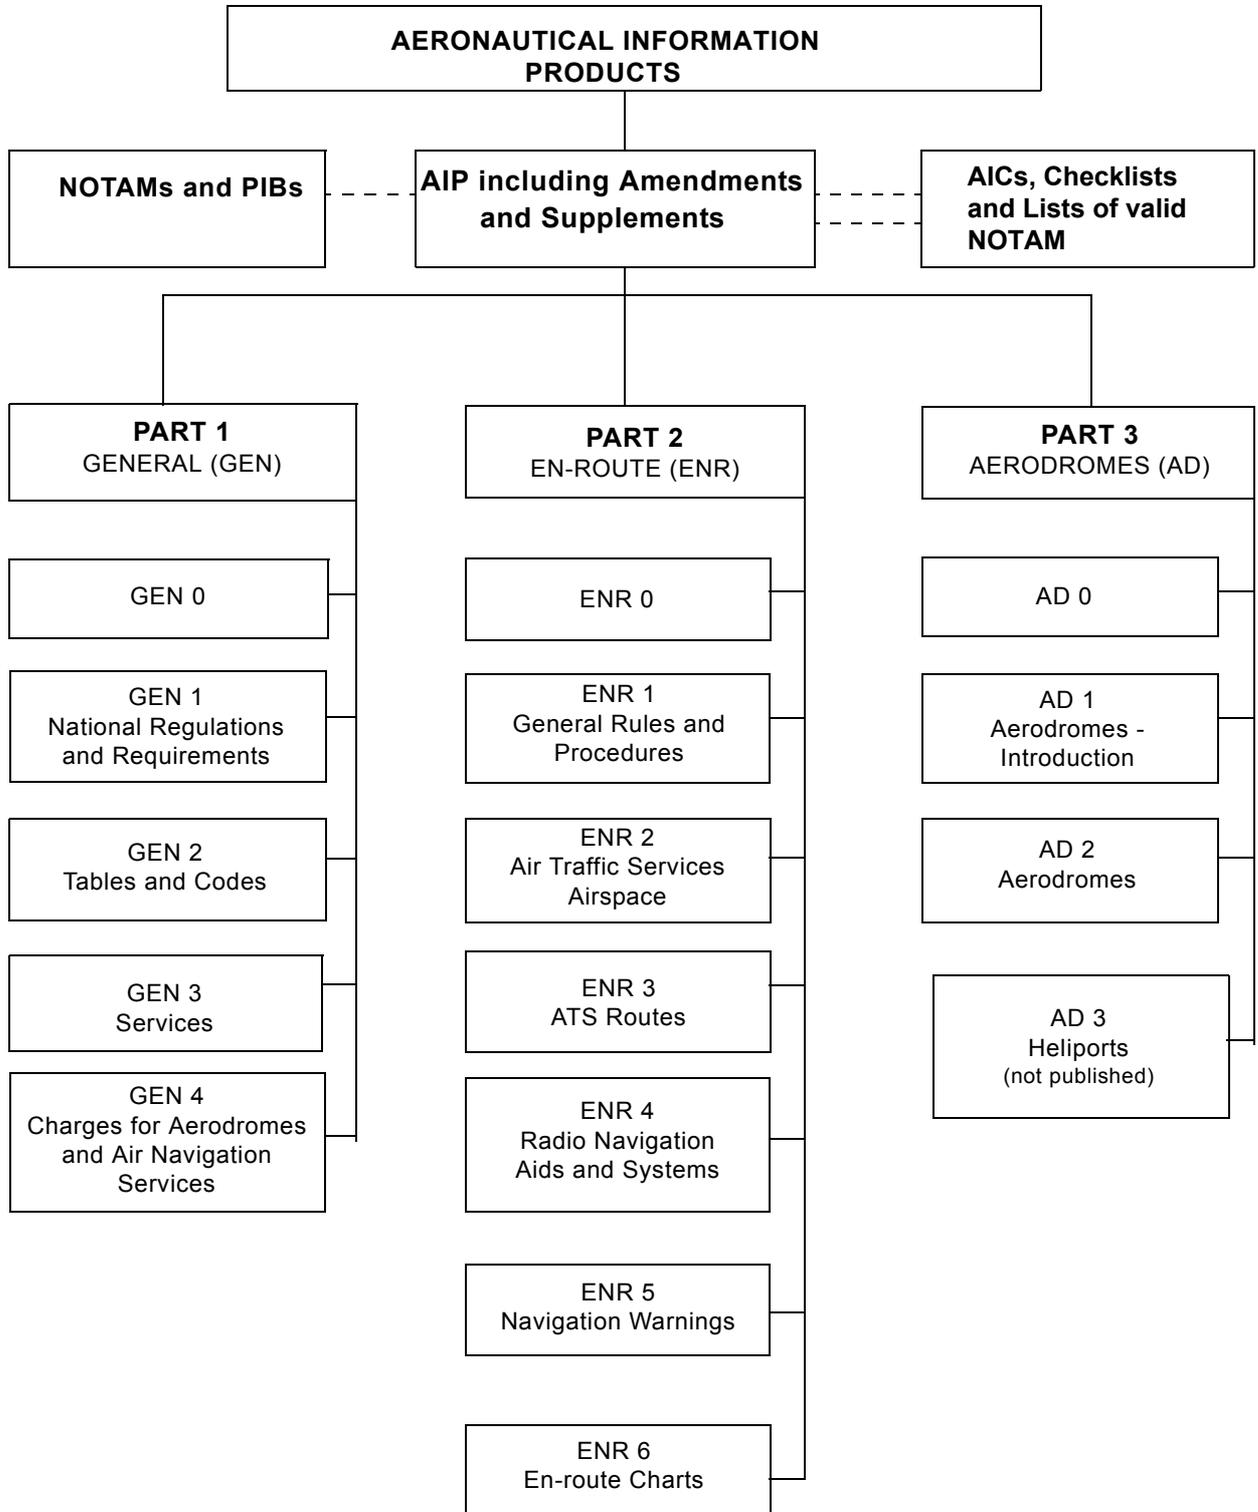 AERONAUTICAL INFORMATION
PRODUCTS
NOTAMs and PIBs
AIP including Amendments
and Supplements
AICs, Checklists
and Lists of valid
NOTAM
PART 1
GENERAL (GEN)
GEN 0
GEN 1
National Regulations
and Requirements
GEN 2
Tables and Codes
GEN 3
Services
GEN 4
Charges for Aerodromes
and Air Navigation
Services
PART 2
EN-ROUTE (ENR)
ENR 0
ENR 1
General Rules and
Procedures
ENR 2
Air Traffic Services
Airspace
ENR 3
ATS Routes
ENR 4
Radio Navigation
Aids and Systems
ENR 5
Navigation Warnings
ENR 6
En-route Charts
PART 3
AERODROMES (AD)
AD 0
AD 1
Aerodromes -
Introduction
AD 2
Aerodromes
AD 3
Heliports
(not published)